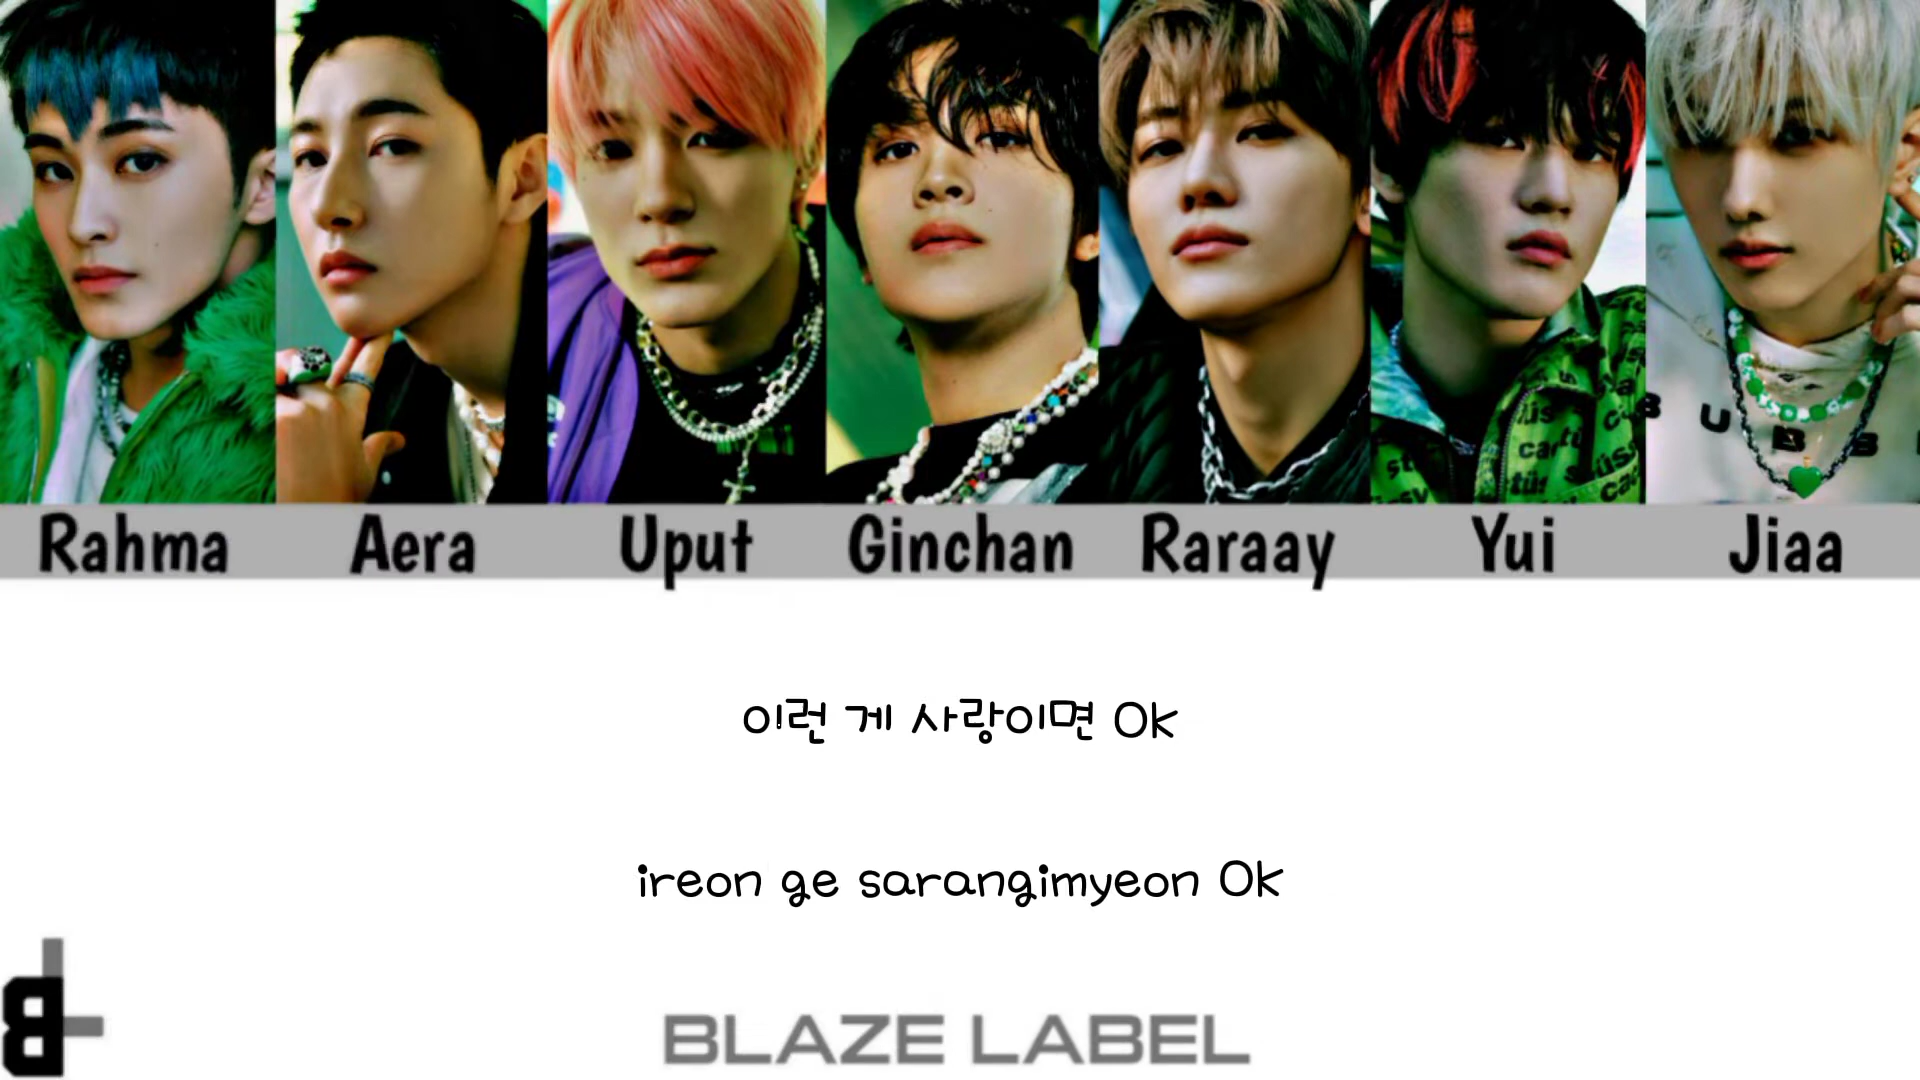 Rahma Aera Uput Ginchan Raraay Yui Jiaa
이런 게 사랑이면 Ok
ireon ge sarangimyeon Ok
B
BLAZE LABEL